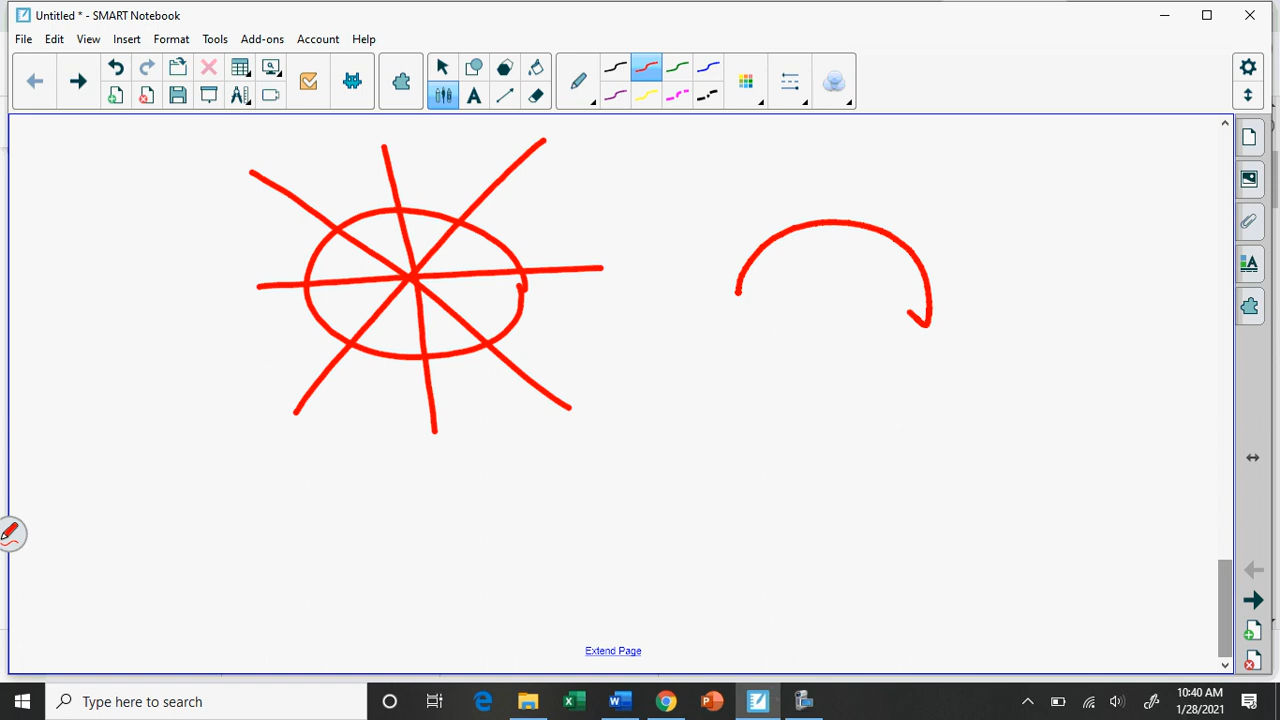 Untitled * - SMART Notebook
File Edit View Insert Format Tools Add-ons Account Help
Extend Page
Type here to search
10:40 AM
1/28/2021